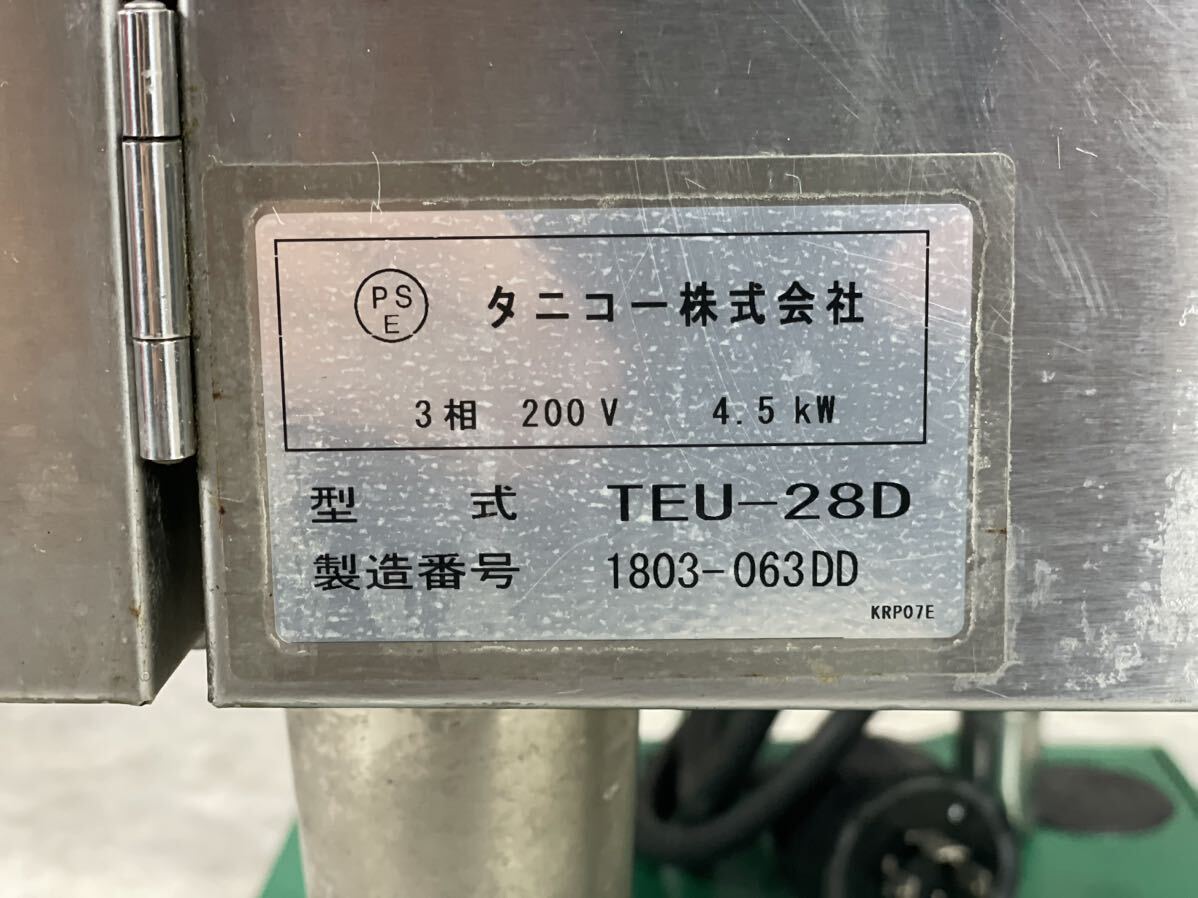 PS
E
タニコー株式会社
3相 200V 4.5kW
型 式 TEU-28D
製造番号 1803-063DD
KRP07E